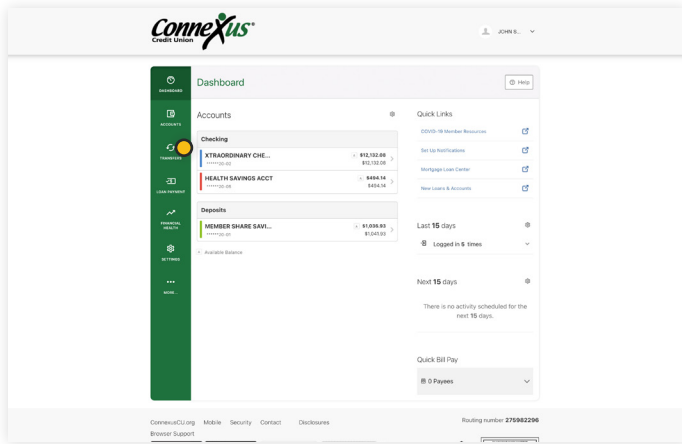 Connexus®
Credit Union
JOHN S...
DASHBOARD
ACCOUNTS
TRANSFERS
LOAN PAYMENT
FINANCIAL
HEALTH
SETTINGS
MORE...
Dashboard
Help
Accounts
Checking
XTRAORDINARY CHE... $12,132.08
$12,132.08
HEALTH SAVINGS ACCT $494.14
$494.14
Deposits
MEMBER SHARE SAVI... $1,036.93
$1,041.93
Available Balance
Quick Links
COVID-19 Member Resources
Set Up Notifications
Mortgage Loan Center
New Loans & Accounts
Last 15 days
Logged in 5 times
Next 15 days
There is no activity scheduled for the
next 15 days.
Quick Bill Pay
0 Payees
ConnexusCU.org Mobile Security Contact Disclosures
Browser Support
Routing number 275982296